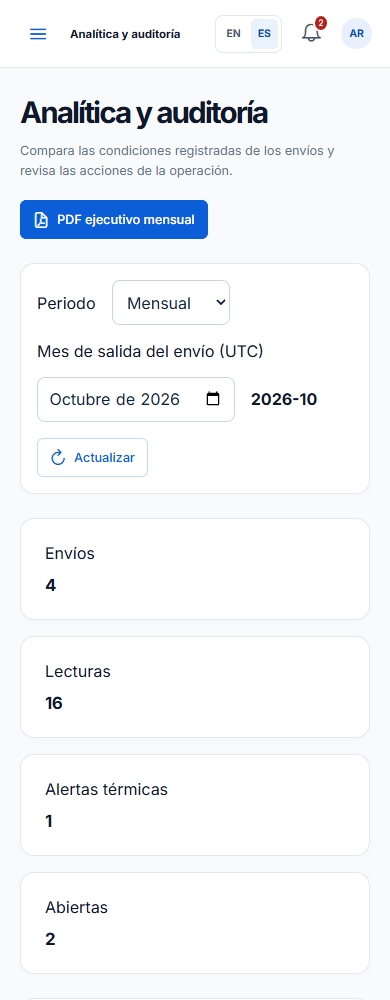 Analítica y auditoría
EN
ES
2
AR
Analítica y auditoría
Compara las condiciones registradas de los envíos y
revisa las acciones de la operación.
PDF ejecutivo mensual
Periodo
Mensual
Mes de salida del envío (UTC)
Octubre de 2026
2026-10
Actualizar
Envíos
4
Lecturas
16
Alertas térmicas
1
Abiertas
2